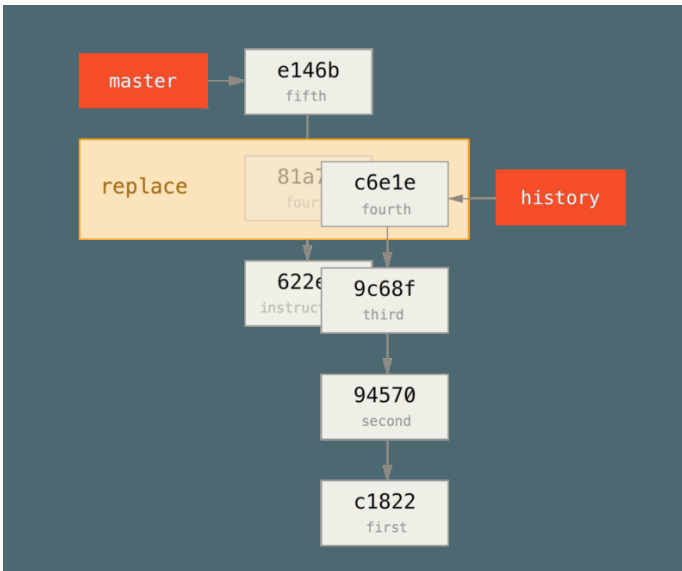 master
e146b
fifth
replace
c6e1e
fourth
history
9c68f
third
94570
second
c1822
first